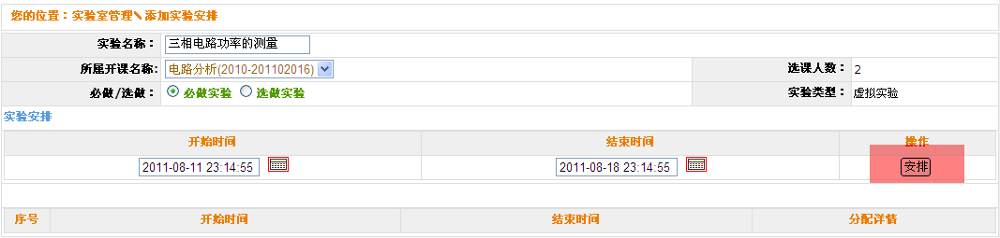 您的位置：实验室管理\添加实验安排
实验名称： 三相电路功率的测量
所属开课名称: 电路分析(2010-201102016) 选课人数： 2
必做/选做： 必做实验 选做实验 实验类型： 虚拟实验
实验安排
开始时间 结束时间 操作
2011-08-11 23:14:55 2011-08-18 23:14:55 安排
序号 开始时间 结束时间 分配详情